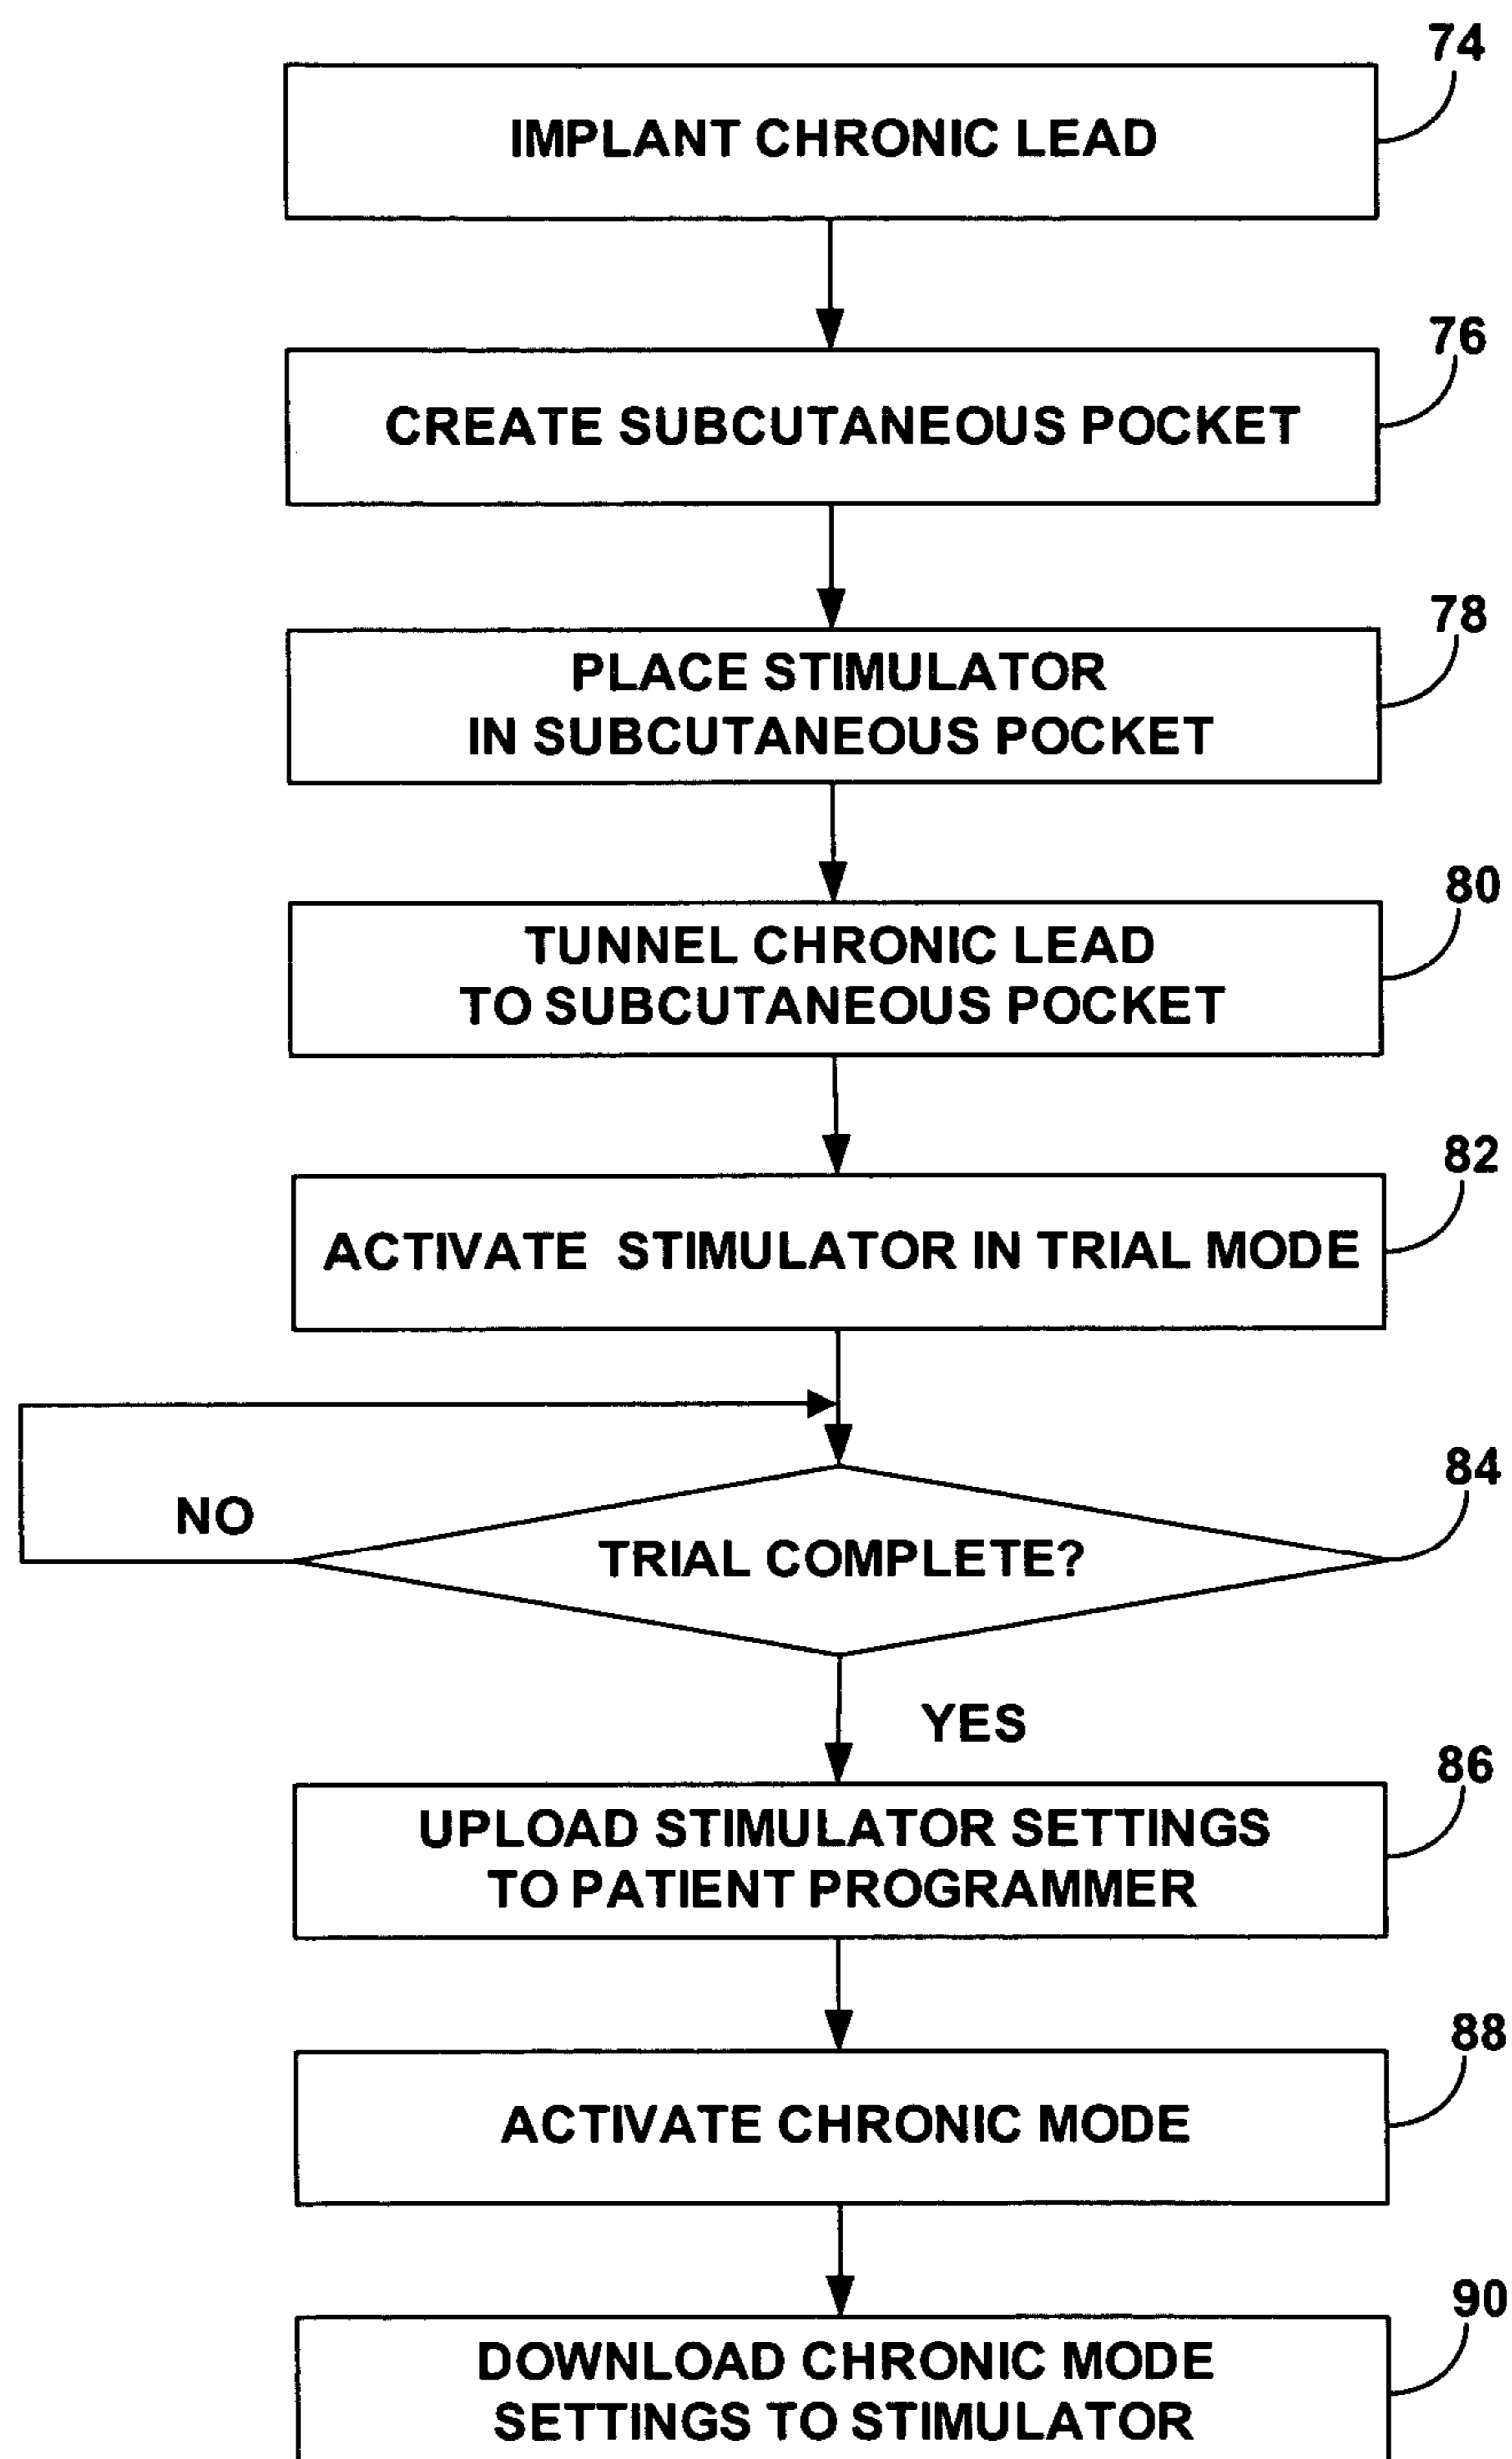 74
IMPLANT CHRONIC LEAD
76
CREATE SUBCUTANEOUS POCKET
78
PLACE STIMULATOR
IN SUBCUTANEOUS POCKET
80
TUNNEL CHRONIC LEAD
TO SUBCUTANEOUS POCKET
82
ACTIVATE STIMULATOR IN TRIAL MODE
84
NO
TRIAL COMPLETE?
YES
86
UPLOAD STIMULATOR SETTINGS
TO PATIENT PROGRAMMER
88
ACTIVATE CHRONIC MODE
90
DOWNLOAD CHRONIC MODE
SETTINGS TO STIMULATOR